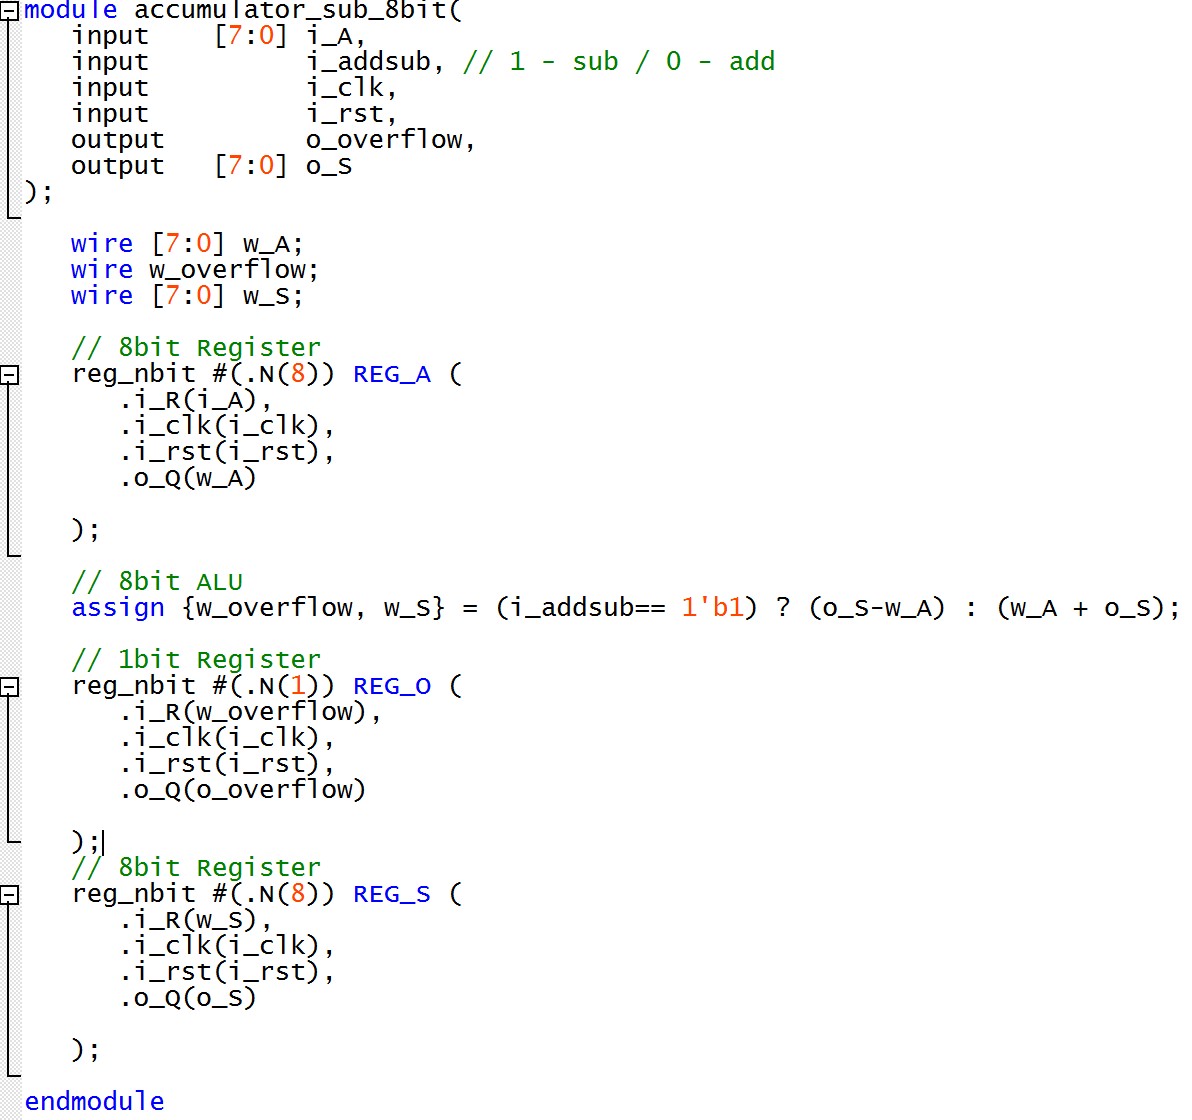 module accumulator_sub_8bit(
   input    [7:0] i_A,
   input          i_addsub, // 1 - sub / 0 - add
   input          i_clk,
   input          i_rst,
   output         o_overflow,
   output   [7:0] o_S
);
   wire [7:0] w_A;
   wire w_overflow;
   wire [7:0] w_S;
   // 8bit Register
   reg_nbit #(.N(8)) REG_A (
      .i_R(i_A),
      .i_clk(i_clk),
      .i_rst(i_rst),
      .o_Q(w_A)
   );
   // 8bit ALU
   assign {w_overflow, w_S} = (i_addsub== 1'b1) ? (o_S-w_A) : (w_A + o_S);
   // 1bit Register
   reg_nbit #(.N(1)) REG_O (
      .i_R(w_overflow),
      .i_clk(i_clk),
      .i_rst(i_rst),
      .o_Q(o_overflow)
   );
   // 8bit Register
   reg_nbit #(.N(8)) REG_S (
      .i_R(w_S),
      .i_clk(i_clk),
      .i_rst(i_rst),
      .o_Q(o_S)
   );
endmodule